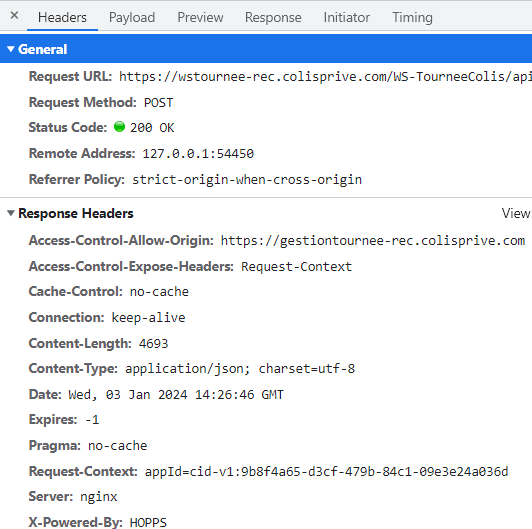 × Headers Payload Preview Response Initiator Timing
▼General
Request URL: https://wstournee-rec.colisprive.com/WS-TourneeColis/api
Request Method: POST
Status Code: 200 OK
Remote Address: 127.0.0.1:54450
Referrer Policy: strict-origin-when-cross-origin
▼Response Headers View
Access-Control-Allow-Origin: https://gestiontournee-rec.colisprive.com
Access-Control-Expose-Headers: Request-Context
Cache-Control: no-cache
Connection: keep-alive
Content-Length: 4693
Content-Type: application/json; charset=utf-8
Date: Wed, 03 Jan 2024 14:26:46 GMT
Expires: -1
Pragma: no-cache
Request-Context: appId=cid-v1:9b8f4a65-d3cf-479b-84c1-09e3e24a036d
Server: nginx
X-Powered-By: HOPPS